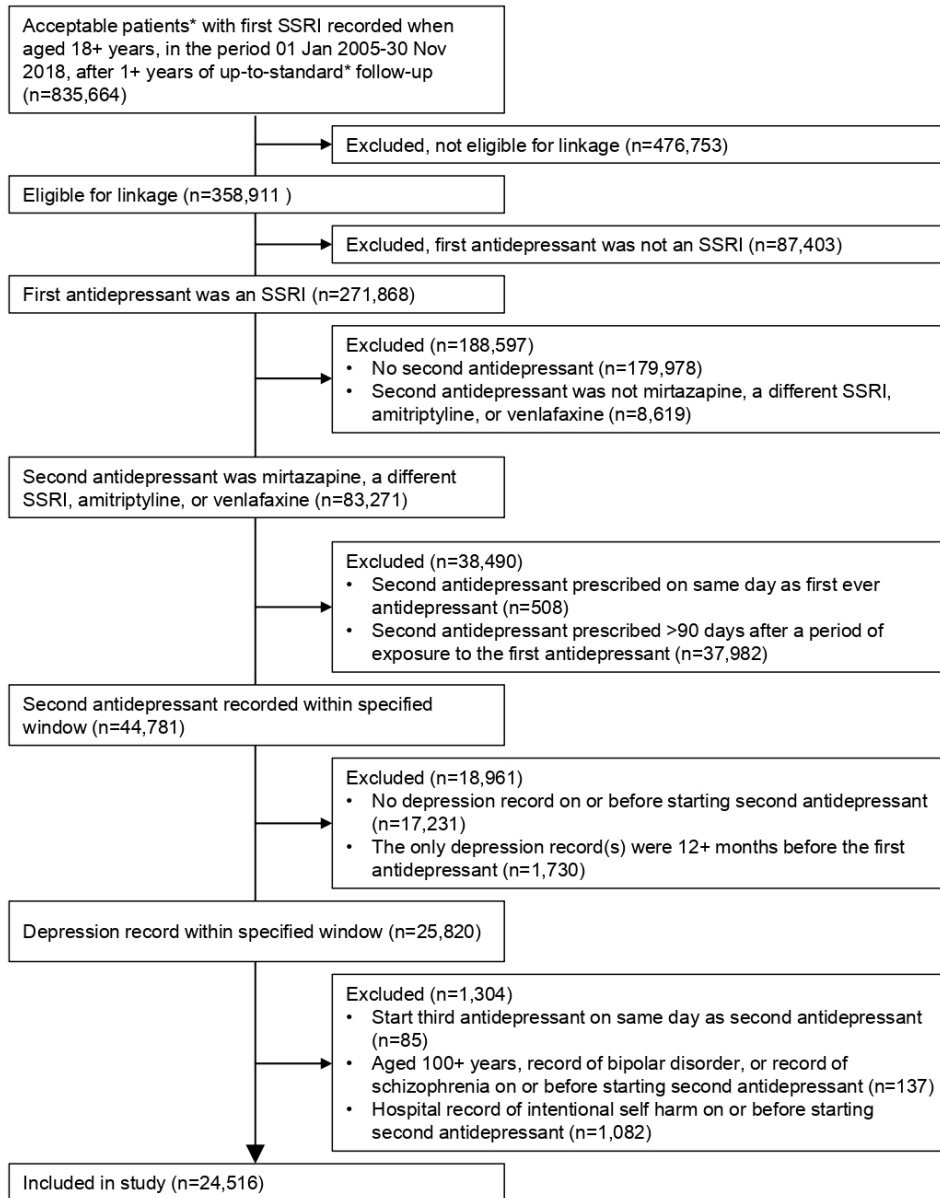 Acceptable patients* with first SSRI recorded when
aged 18+ years, in the period 01 Jan 2005-30 Nov
2018, after 1+ years of up-to-standard* follow-up
(n=835,664)
Excluded, not eligible for linkage (n=476,753)
Eligible for linkage (n=358,911 )
Excluded, first antidepressant was not an SSRI (n=87,403)
First antidepressant was an SSRI (n=271,868)
Excluded (n=188,597)
• No second antidepressant (n=179,978)
• Second antidepressant was not mirtazapine, a different SSRI,
amitriptyline, or venlafaxine (n=8,619)
Second antidepressant was mirtazapine, a different
SSRI, amitriptyline, or venlafaxine (n=83,271)
Excluded (n=38,490)
• Second antidepressant prescribed on same day as first ever
antidepressant (n=508)
• Second antidepressant prescribed >90 days after a period of
exposure to the first antidepressant (n=37,982)
Second antidepressant recorded within specified
window (n=44,781)
Excluded (n=18,961)
• No depression record on or before starting second antidepressant
(n=17,231)
• The only depression record(s) were 12+ months before the first
antidepressant (n=1,730)
Depression record within specified window (n=25,820)
Excluded (n=1,304)
• Start third antidepressant on same day as second antidepressant
(n=85)
• Aged 100+ years, record of bipolar disorder, or record of
schizophrenia on or before starting second antidepressant (n=137)
• Hospital record of intentional self harm on or before starting
second antidepressant (n=1,082)
Included in study (n=24,516)